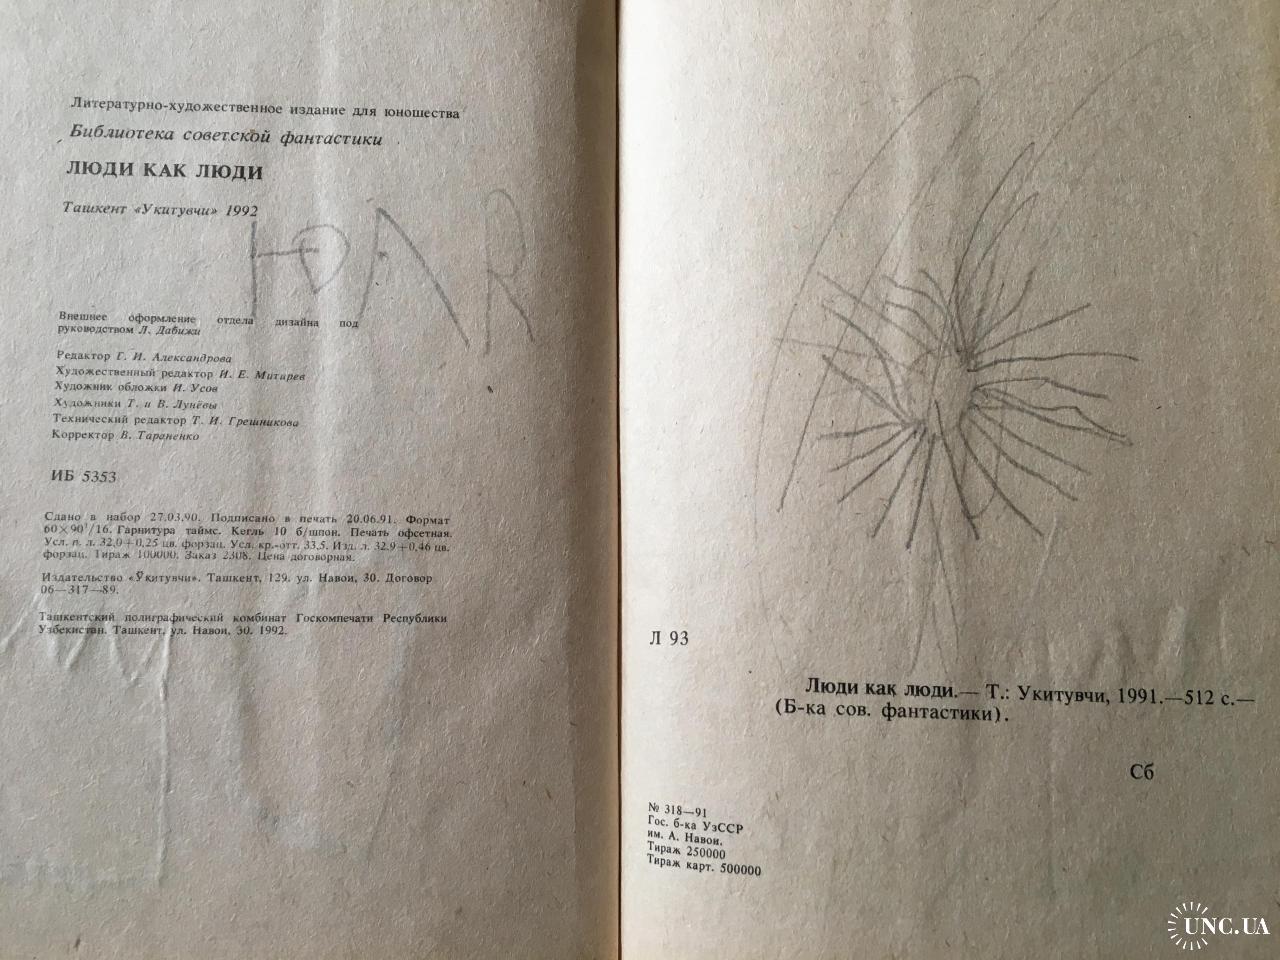 Литературно-художественное издание для юношества
Библиотека советской фантастики
ЛЮДИ КАК ЛЮДИ
Ташкент «Укитувчи» 1992
ЮЛЯ
Внешнее оформление отдела дизайна под
руководством Л. Дабижи
Редактор Г. И. Александрова
Художественный редактор И. Е. Митирев
Художник обложки И. Усов
Художники Т. и В. Лунёвы
Технический редактор Т. И. Грешникова
Корректор В. Тараненко
ИБ 5353
Сдано в набор 27.03.90. Подписано в печать 20.06.91. Формат
60×90¹/16. Гарнитура таймс. Кегль 10 б/шпон. Печать офсетная.
Усл. п. л. 32,0+0,25 цв. форзац. Усл. кр.-отт. 33,5. Изд. л. 32,9+0,46 цв.
форзац. Тираж 100000. Заказ 2308. Цена договорная.
Издательство «Ўкитувчи». Ташкент, 129. ул. Навои, 30. Договор
06—317—89.
Ташкентский полиграфический комбинат Госкомпечати Республики
Узбекистан. Ташкент, ул. Навои, 30. 1992.
Л 93
Люди как люди.— Т.: Укитувчи, 1991.—512 с.—
(Б-ка сов. фантастики).
Сб
№ 318—91
Гос. б-ка УзССР
им. А. Навои.
Тираж 250000
Тираж карт. 500000
UNC.UA